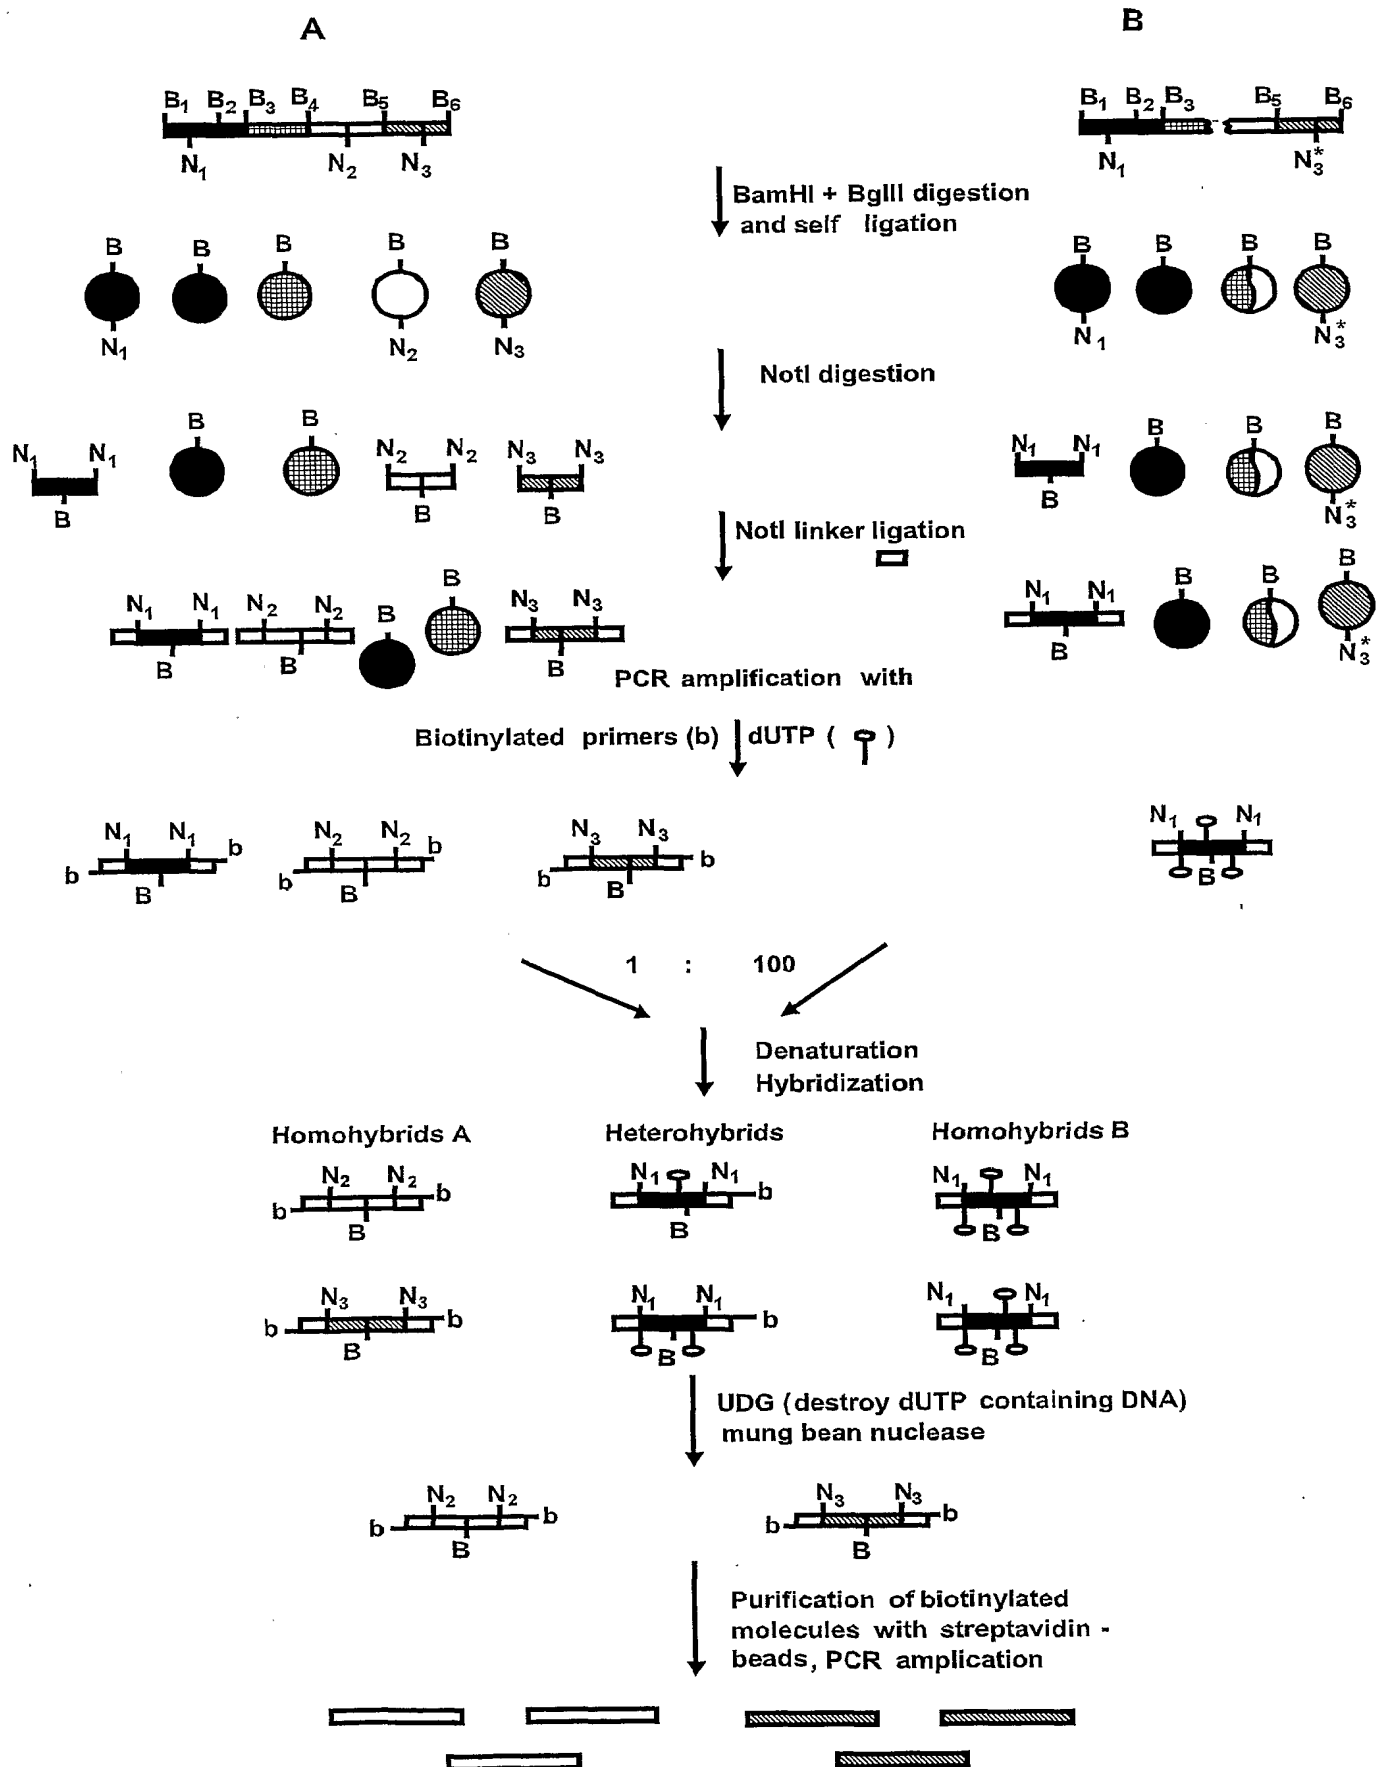 A B
B1 B2 B3 B4 B5 B6 B1 B2 B3 B5 B6
N1 N2 N3 N1 N3*
BamHI + BglII digestion
and self ligation
B B B B B B B B B
N1 N2 N3 N1 N3*
NotI digestion
B B B B B
N1 N1 N2 N2 N3 N3 N1 N1
B B B B N3*
NotI linker ligation
B B B B B
N1 N1 N2 N2 N3 N3 N1 N1
B B B B N3*
PCR amplification with
Biotinylated primers (b) dUTP ( )
N1 N1 N2 N2 N3 N3 N1 N1
b b b b b b
B B B B
1 : 100
Denaturation
Hybridization
Homohybrids A Heterohybrids Homohybrids B
N2 N2 N1 N1 N1 N1
b b b
B B B
N3 N3 N1 N1 N1 N1
b b b
B B B
UDG (destroy dUTP containing DNA)
mung bean nuclease
N2 N2 N3 N3
b b b b
B B
Purification of biotinylated
molecules with streptavidin -
beads, PCR amplication